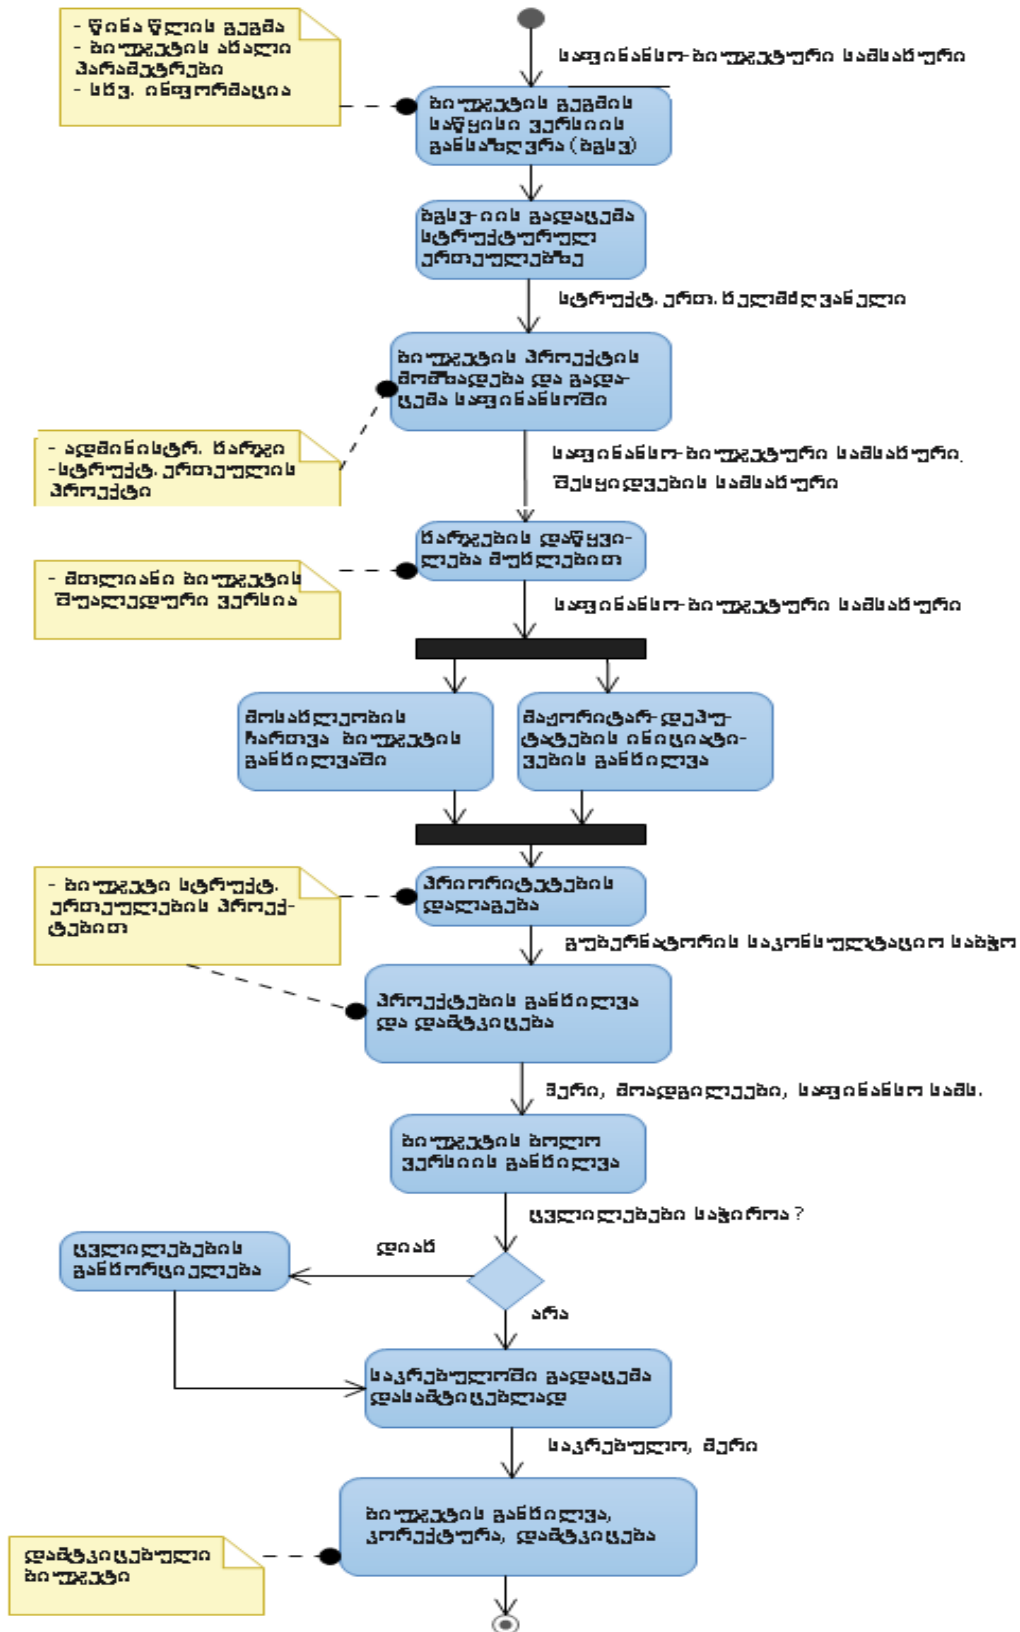 - წინა წლის გეგმა
- ბიუჯეტის ახალი
პარამეტრები
- სხვ. ინფორმაცია
საფინანსო-ბიუჯეტური სამსახური
ბიუჯეტის გეგმის
საწყისი ვერსიის
განსაზღვრა (ბგსვ)
ბგსვ-იის გადაცემა
სტრუქტურულ
ერთეულებზე
სტრუქტ. ერთ. ხელმძღვანელი
ბიუჯეტის პროექტის
მომზადება და გადა-
ცემა საფინანსოში
- ადმინისტრ. ხარჯი
-სტრუქტ. ერთეულის
პროექტი
საფინანსო-ბიუჯეტური სამსახური,
შესყიდვების სამსახური
ხარჯების დაწყვი-
ლება მუხლებით
- მთლიანი ბიუჯეტის
შუალედური ვერსია
საფინანსო-ბიუჯეტური სამსახური
მოსახლეობის
ჩართვა ბიუჯეტის
განხილვაში
მაჟორიტარ-დეპუ-
ტატების ინიციატი-
ვების განხილვა
- ბიუჯეტი სტრუქტ.
ერთეულების პროექ-
ტებით
პრიორიტეტების
დალაგება
გუბერნატორის საკონსულტაციო საბჭო
პროექტების განხილვა
და დამტკიცება
მერი, მოადგილეები, საფინანსო სამს.
ბიუჯეტის ბოლო
ვერსიის განხილვა
ცვლილებები საჭიროა ?
დიახ
ცვლილებების
განხორციელება
არა
საკრებულოში გადაცემა
დასამტიცებლად
საკრებულო, მერი
ბიუჯეტის განხილვა,
კორექტურა, დამტკიცება
დამტკიცებული
ბიუჯეტი